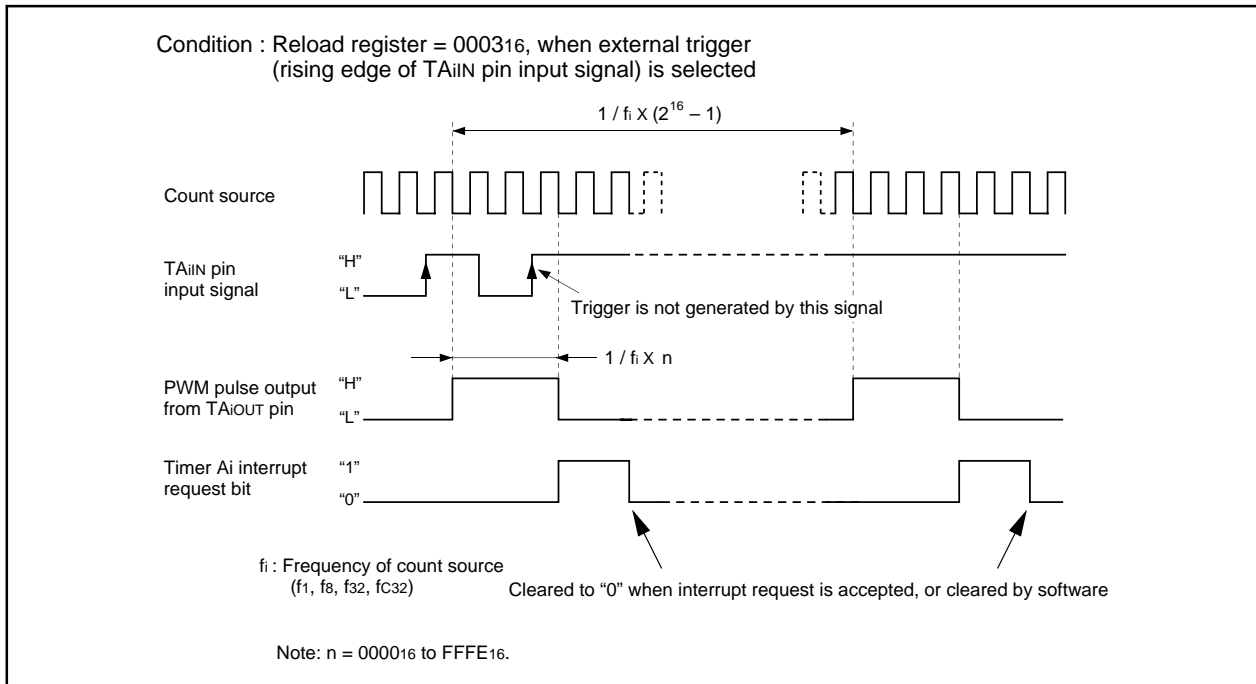 Condition : Reload register = 000316, when external trigger
(rising edge of TAiIN pin input signal) is selected
1 / fi X (2^16 – 1)
Count source
TAiIN pin
input signal
“H”
“L”
Trigger is not generated by this signal
1 / fi X n
PWM pulse output
from TAiOUT pin
“H”
“L”
Timer Ai interrupt
request bit
“1”
“0”
fi : Frequency of count source
(f1, f8, f32, fC32)
Cleared to “0” when interrupt request is accepted, or cleared by software
Note: n = 000016 to FFFE16.